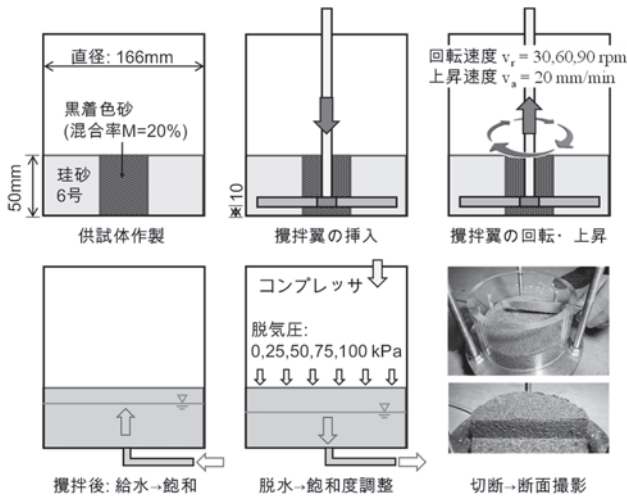 直径: 166mm
黒着色砂
(混合率M=20%)
50mm
珪砂
6号
供試体作製
10
攪拌翼の挿入
回転速度 vr = 30,60,90 rpm
上昇速度 va = 20 mm/min
攪拌翼の回転・上昇
攪拌後: 給水→飽和
コンプレッサ
脱気圧:
0,25,50,75,100 kPa
脱水→飽和度調整
切断→断面撮影